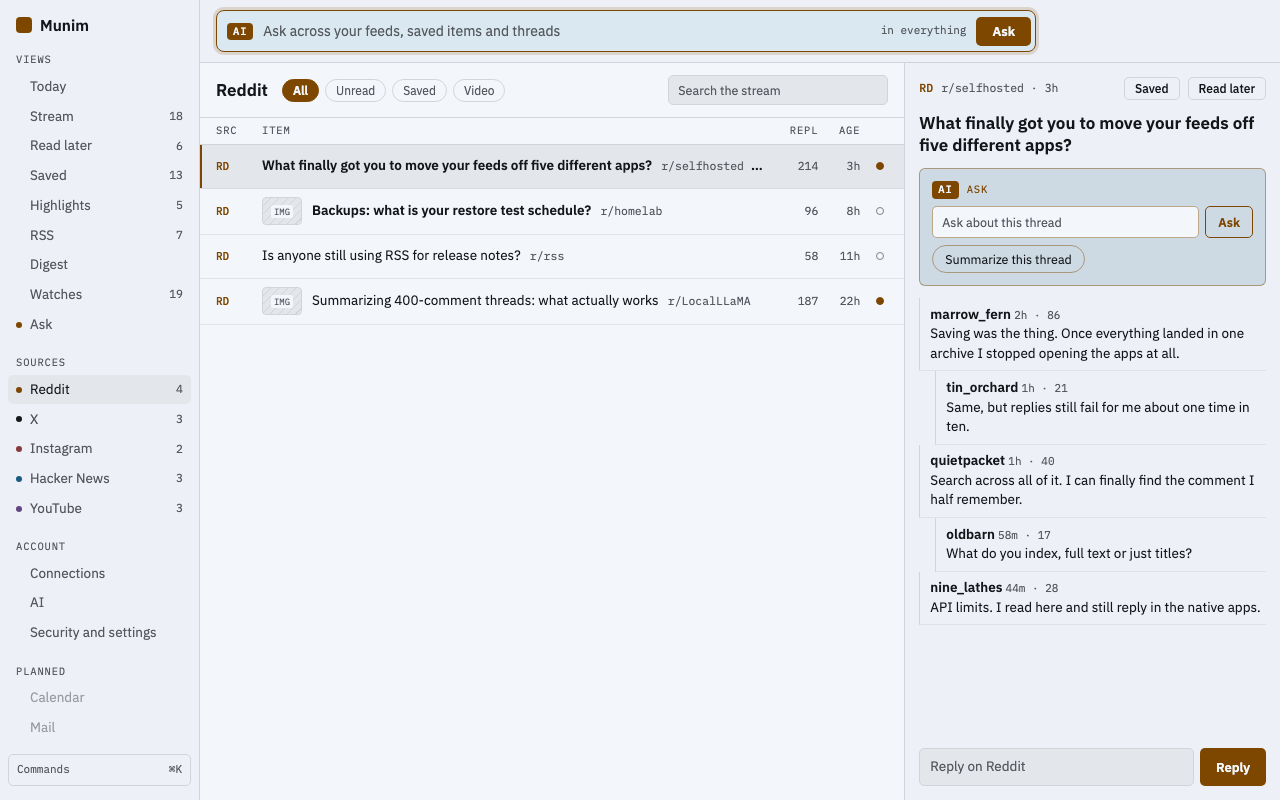 Munim
VIEWS
Today
Stream 18
Read later 6
Saved 13
Highlights 5
RSS 7
Digest
Watches 19
Ask
SOURCES
Reddit 4
X 3
Instagram 2
Hacker News 3
YouTube 3
ACCOUNT
Connections
AI
Security and settings
PLANNED
Calendar
Mail
Commands ⌘K
AI Ask across your feeds, saved items and threads in everything Ask
Reddit All Unread Saved Video Search the stream
SRC ITEM REPL AGE
RD What finally got you to move your feeds off five different apps? r/selfhosted ... 214 3h
RD IMG Backups: what is your restore test schedule? r/homelab 96 8h
RD Is anyone still using RSS for release notes? r/rss 58 11h
RD IMG Summarizing 400-comment threads: what actually works r/LocalLLaMA 187 22h
RD r/selfhosted · 3h Saved Read later
What finally got you to move your feeds off
five different apps?
AI ASK
Ask about this thread Ask
Summarize this thread
marrow_fern 2h · 86
Saving was the thing. Once everything landed in one
archive I stopped opening the apps at all.
tin_orchard 1h · 21
Same, but replies still fail for me about one time in
ten.
quietpacket 1h · 40
Search across all of it. I can finally find the comment I
half remember.
oldbarn 58m · 17
What do you index, full text or just titles?
nine_lathes 44m · 28
API limits. I read here and still reply in the native apps.
Reply on Reddit Reply